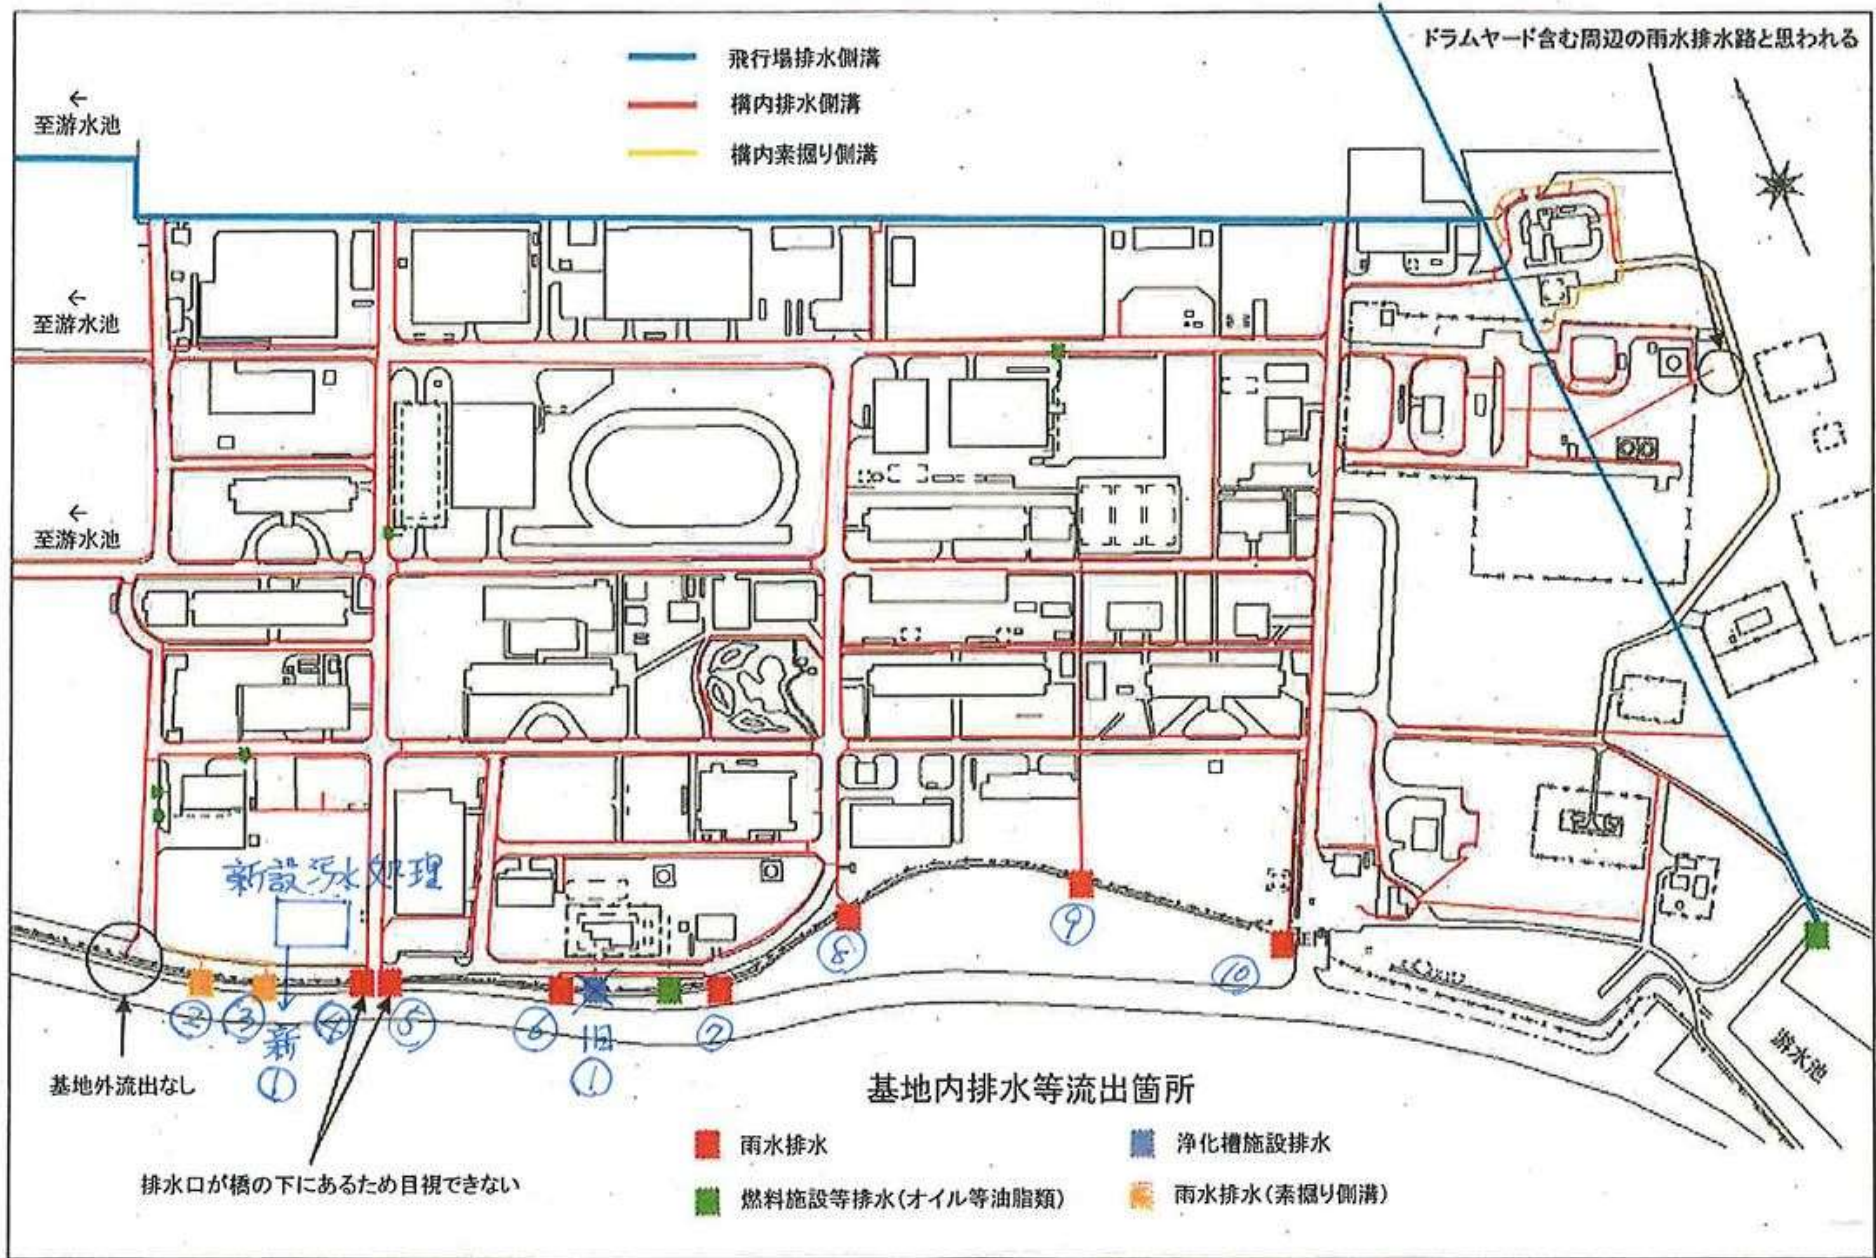 ドラムヤード含む周辺の雨水排水路と思われる
飛行場排水側溝
構内排水側溝
構内素掘り側溝
←
至游水池
←
至游水池
←
至游水池
新設汚水処理
②
③
新
①
④
⑤
⑥
旧
①
⑦
⑧
⑨
⑩
游水池
基地外流出なし
排水口が橋の下にあるため目視できない
基地内排水等流出箇所
雨水排水
浄化槽施設排水
燃料施設等排水(オイル等油脂類)
雨水排水(素掘り側溝)